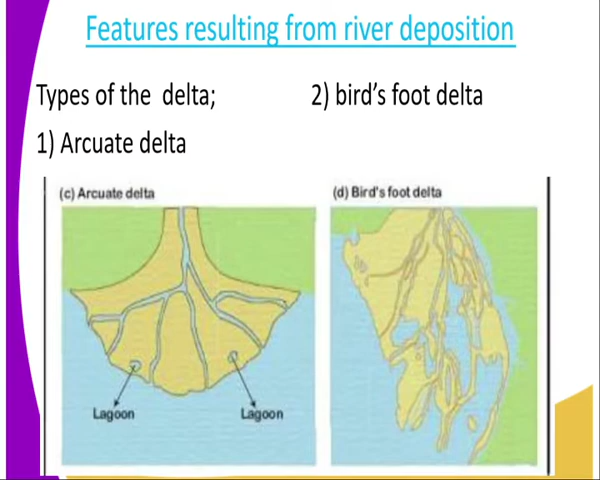 Features resulting from river deposition
Types of the delta; 2) bird's foot delta
1) Arcuate delta
(c) Arcuate delta (d) Bird's foot delta
Lagoon Lagoon